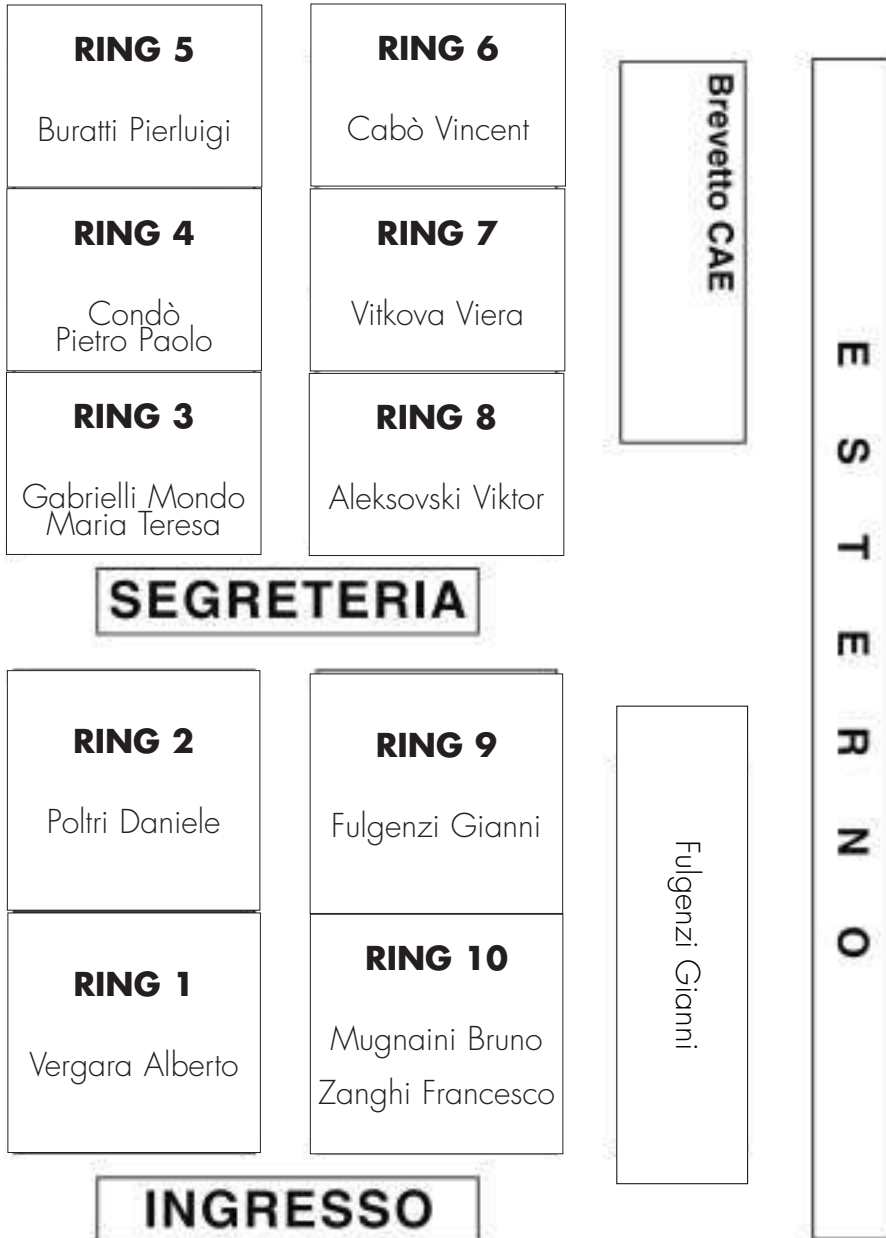 RING 5
Buratti Pierluigi
RING 6
Cabò Vincent
RING 4
Condò
Pietro Paolo
RING 7
Vitkova Viera
RING 3
Gabrielli Mondo
Maria Teresa
RING 8
Aleksovski Viktor
Brevetto CAE
SEGRETERIA
RING 2
Poltri Daniele
RING 9
Fulgenzi Gianni
RING 1
Vergara Alberto
RING 10
Mugnaini Bruno
Zanghi Francesco
Fulgenzi Gianni
INGRESSO
ESTERNO